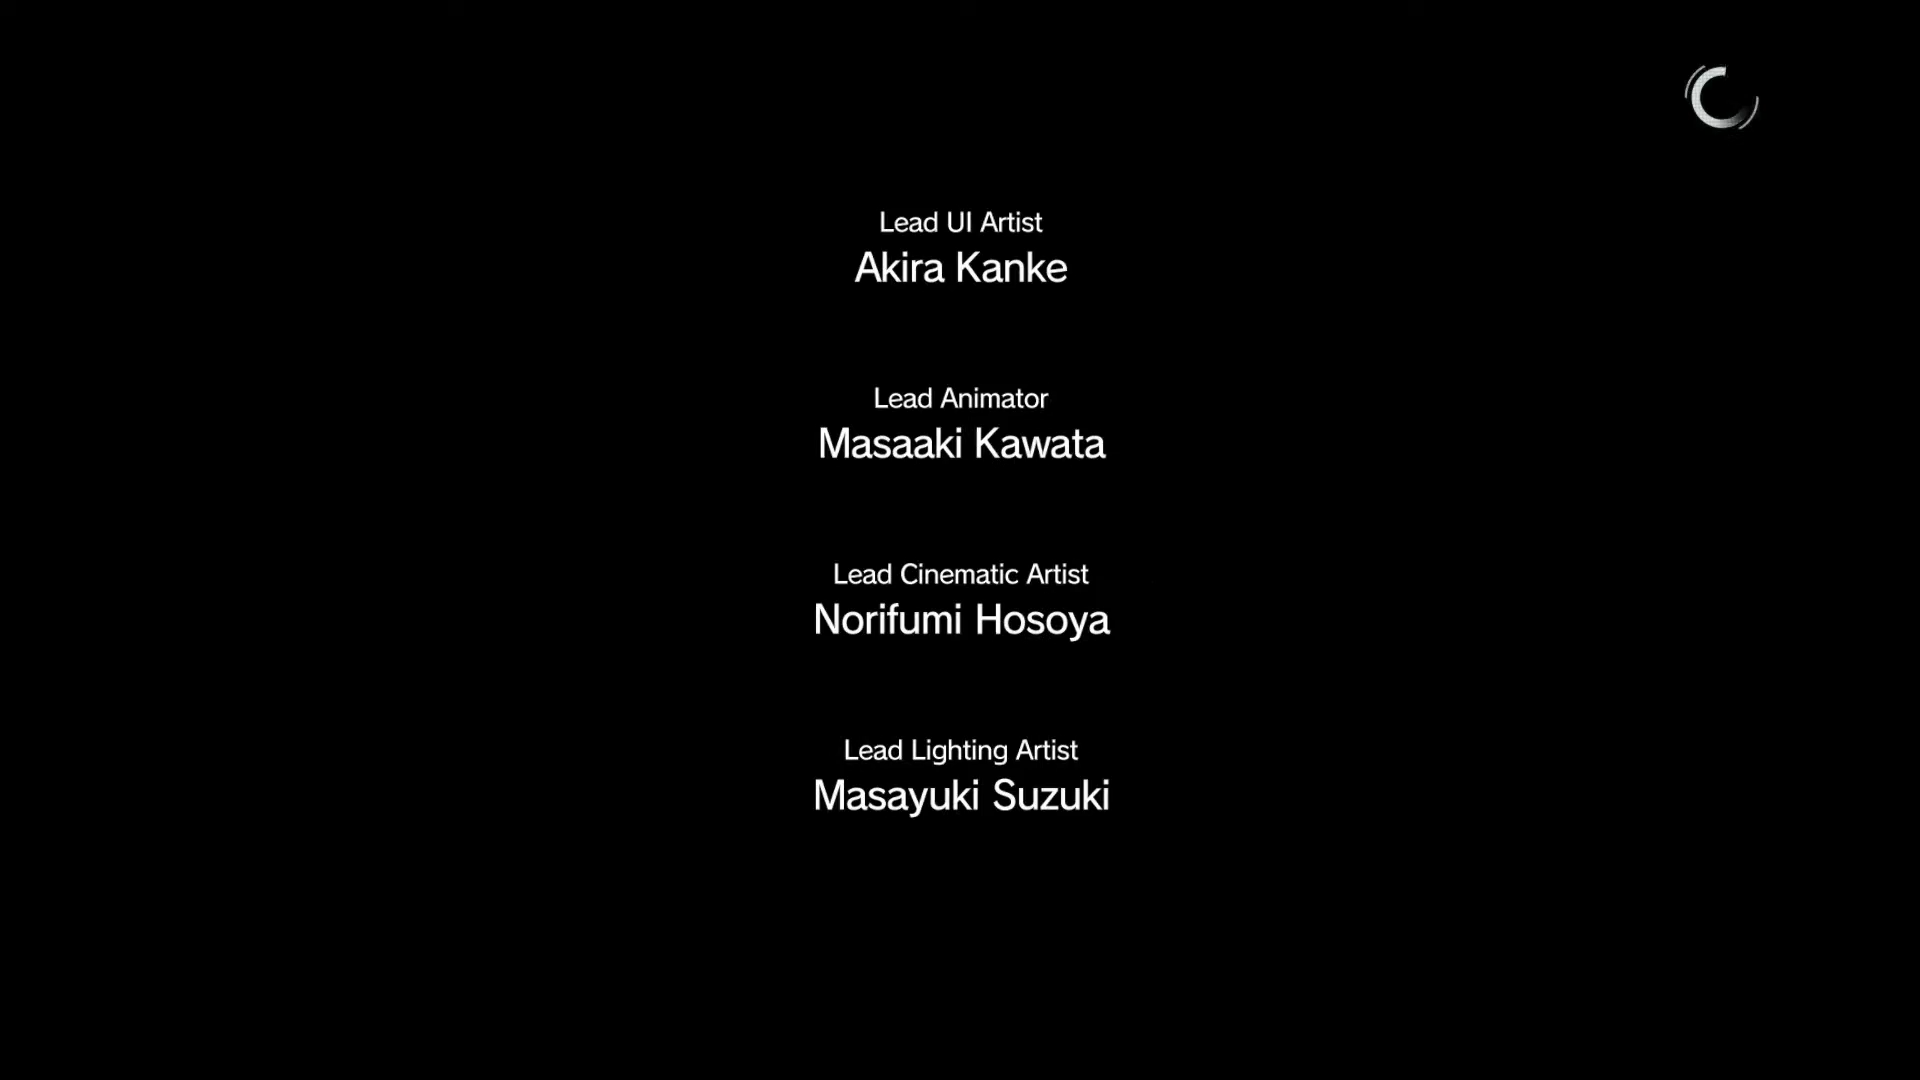 Lead UI Artist
Akira Kanke
Lead Animator
Masaaki Kawata
Lead Cinematic Artist
Norifumi Hosoya
Lead Lighting Artist
Masayuki Suzuki